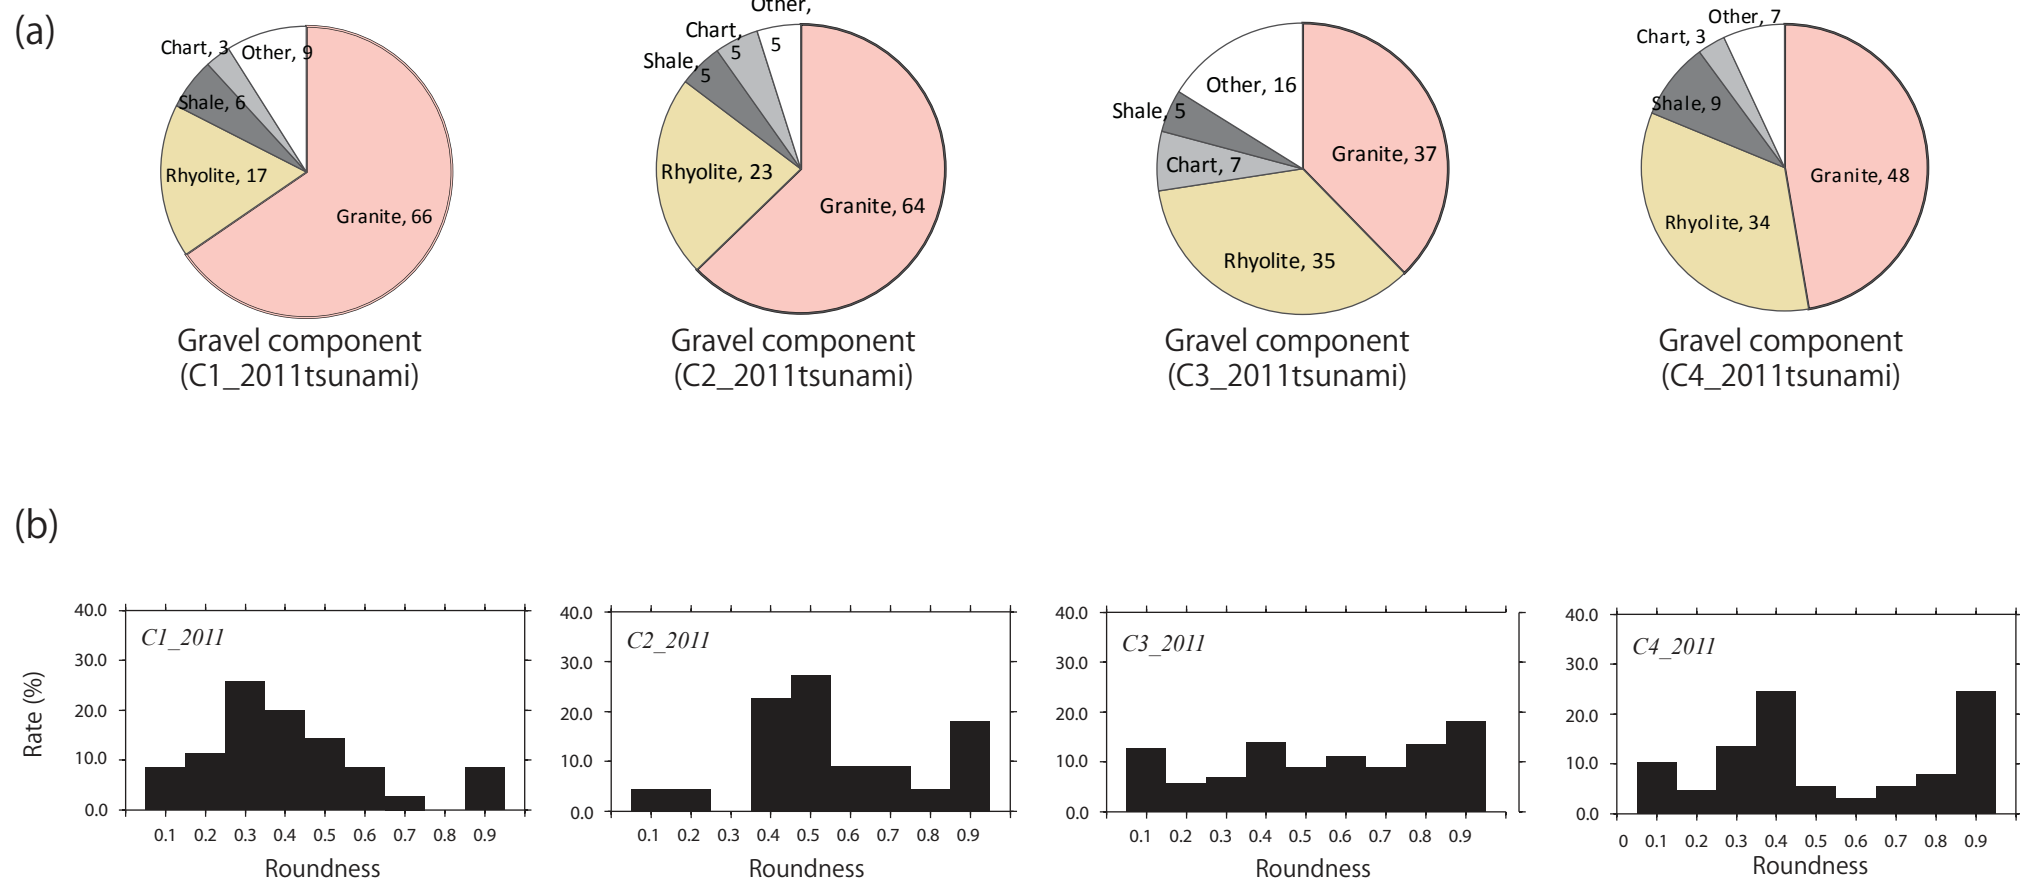 (a)
Chart, 3
Other, 9
Shale, 6
Rhyolite, 17
Granite, 66
Gravel component
(C1_2011tsunami)
Other,
5
Chart,
5
Shale,
5
Rhyolite, 23
Granite, 64
Gravel component
(C2_2011tsunami)
Other, 16
Shale, 5
Chart, 7
Granite, 37
Rhyolite, 35
Gravel component
(C3_2011tsunami)
Other, 7
Chart, 3
Shale, 9
Granite, 48
Rhyolite, 34
Gravel component
(C4_2011tsunami)
(b)
Rate (%)
40.0
30.0
20.0
10.0
0.0
C1_2011
0.1 0.2 0.3 0.4 0.5 0.6 0.7 0.8 0.9
Roundness
40.0
30.0
20.0
10.0
0.0
C2_2011
0.1 0.2 0.3 0.4 0.5 0.6 0.7 0.8 0.9
Roundness
40.0
30.0
20.0
10.0
0.0
C3_2011
0.1 0.2 0.3 0.4 0.5 0.6 0.7 0.8 0.9
Roundness
40.0
30.0
20.0
10.0
0.0
C4_2011
0 0.1 0.2 0.3 0.4 0.5 0.6 0.7 0.8 0.9
Roundness